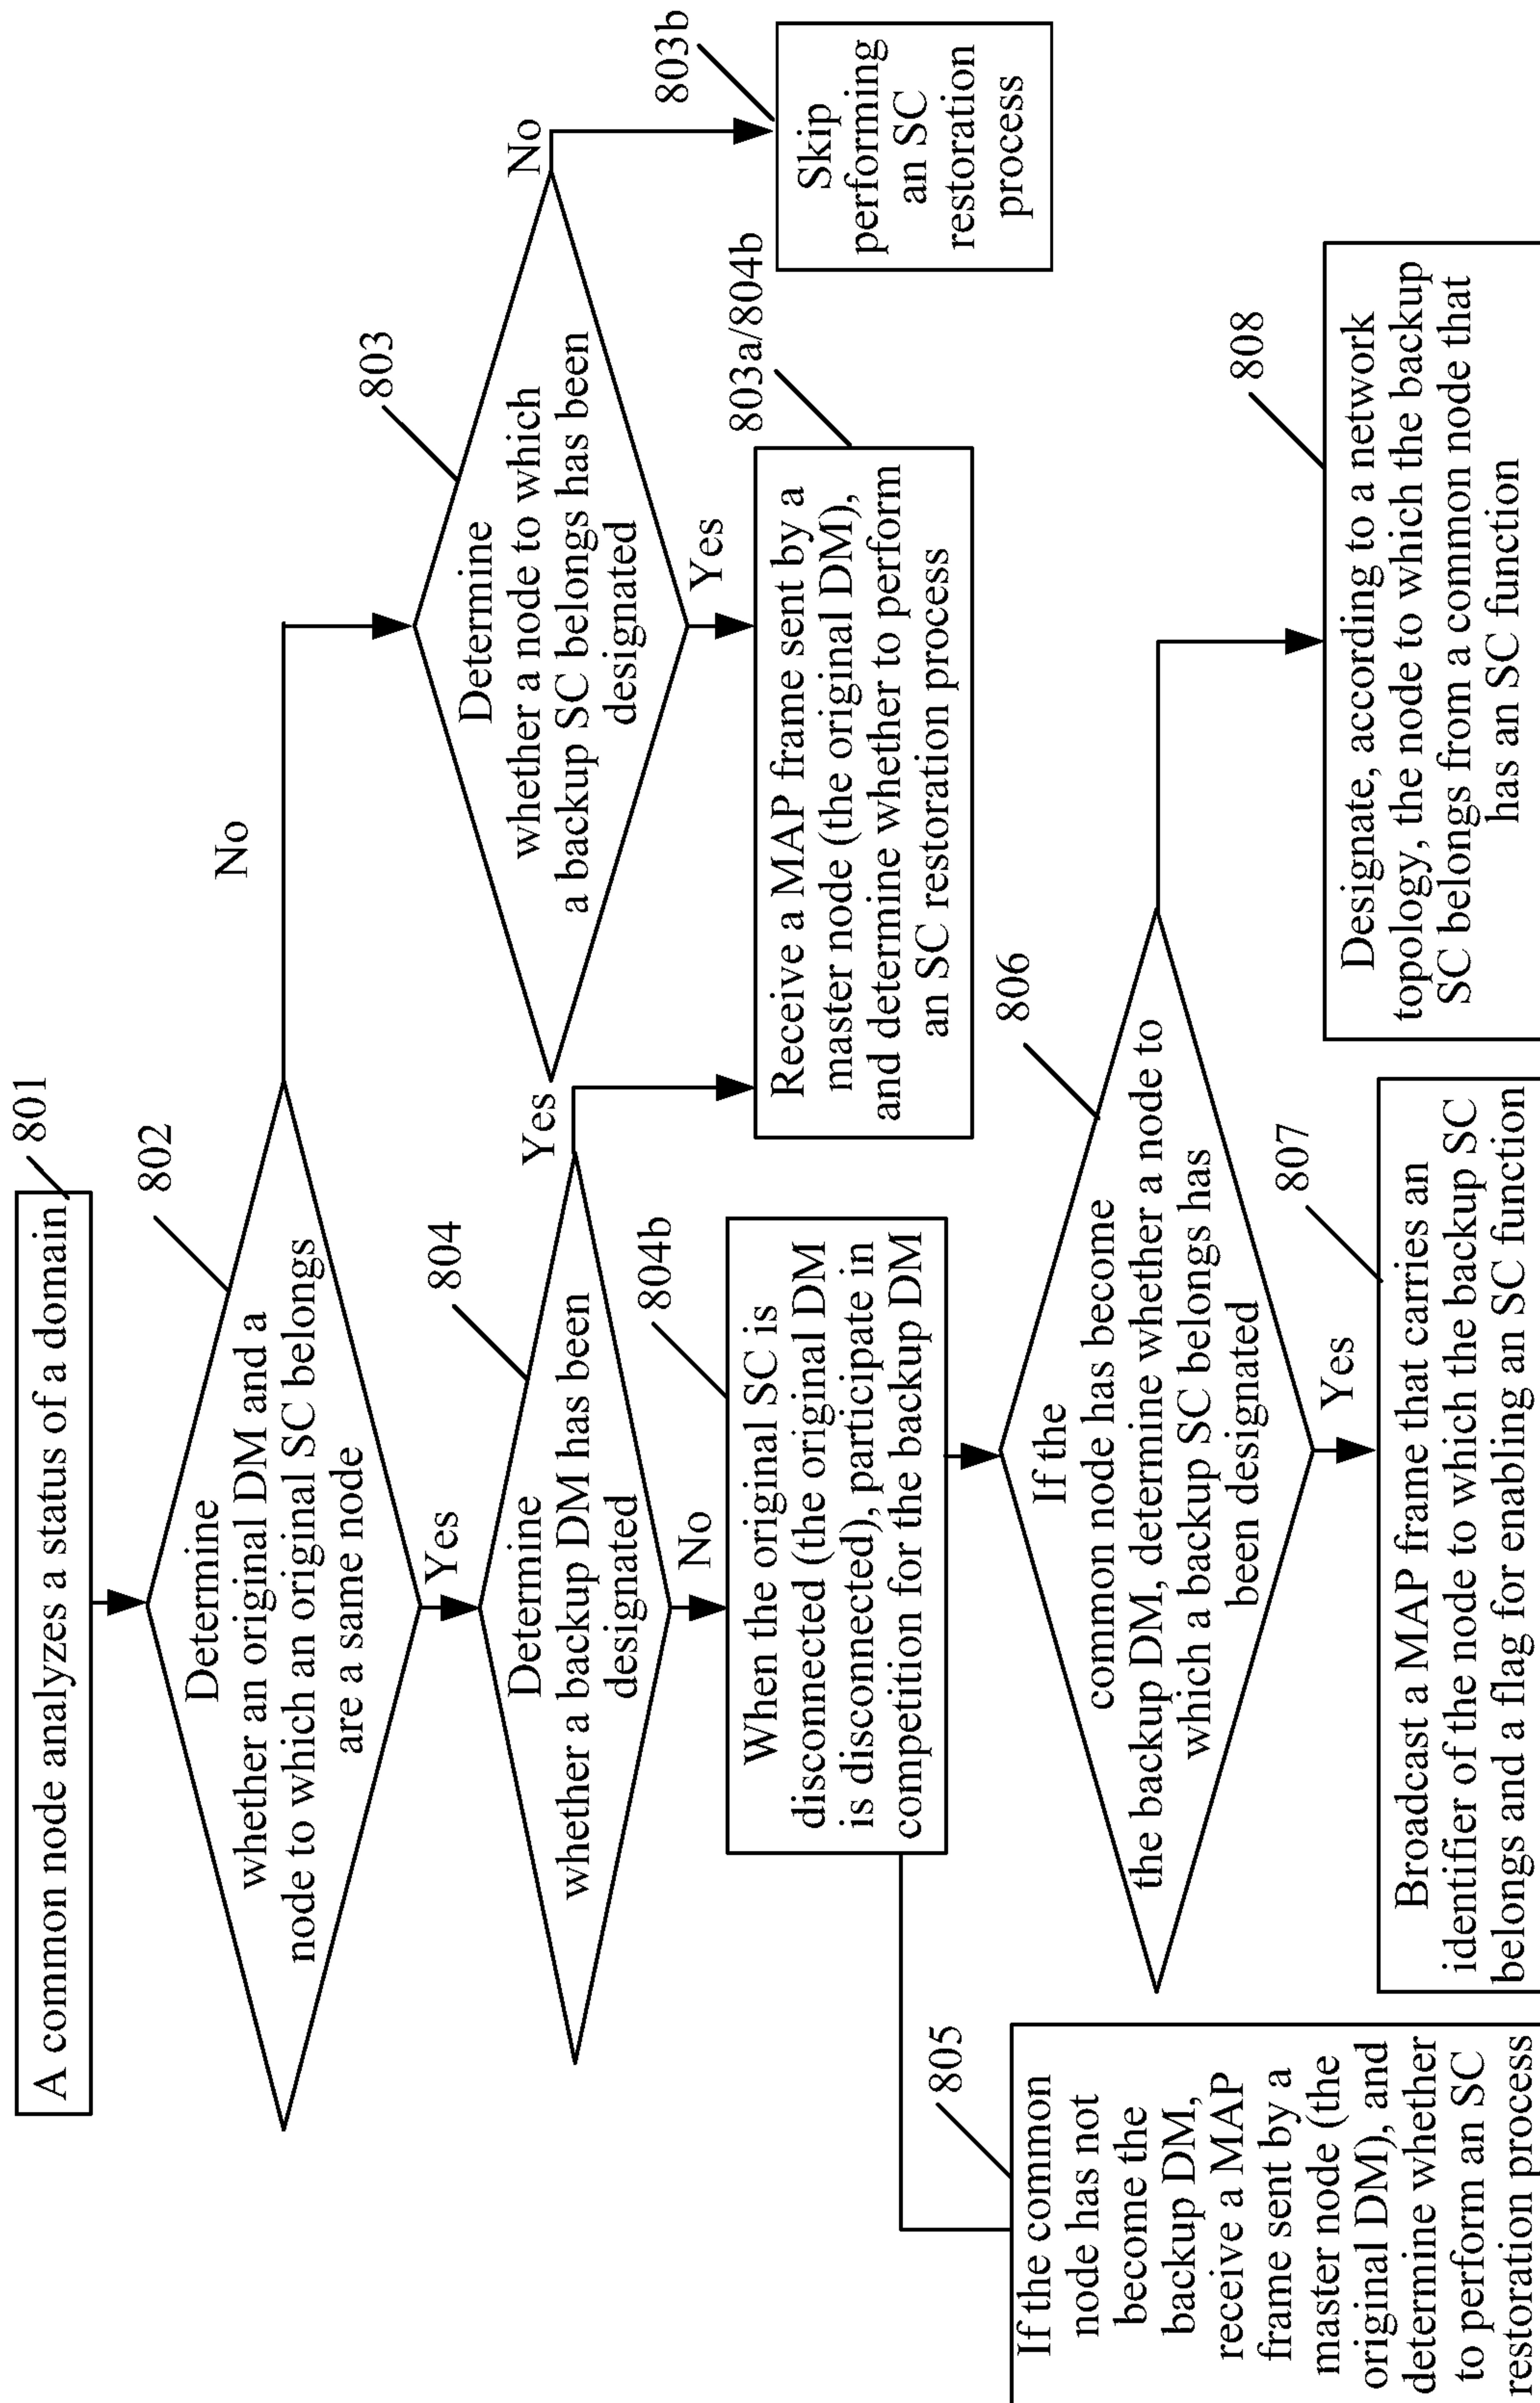 A common node analyzes a status of a domain
801
Determine
whether an original DM and a
node to which an original SC belongs
are a same node
802
No
Yes
Determine
whether a node to which
a backup SC belongs has been
designated
803
No
Yes
Skip
performing
an SC
restoration
process
803b
Determine
whether a backup DM has been
designated
804
Yes
No
Receive a MAP frame sent by a
master node (the original DM),
and determine whether to perform
an SC restoration process
803a/804b
When the original SC is
disconnected (the original DM
is disconnected), participate in
competition for the backup DM
804b
If the common
node has not
become the
backup DM,
receive a MAP
frame sent by a
master node (the
original DM), and
determine whether
to perform an SC
restoration process
805
If the
common node has become
the backup DM, determine whether a node to
which a backup SC belongs has
been designated
806
Yes
Broadcast a MAP frame that carries an
identifier of the node to which the backup SC
belongs and a flag for enabling an SC function
807
Designate, according to a network
topology, the node to which the backup
SC belongs from a common node that
has an SC function
808